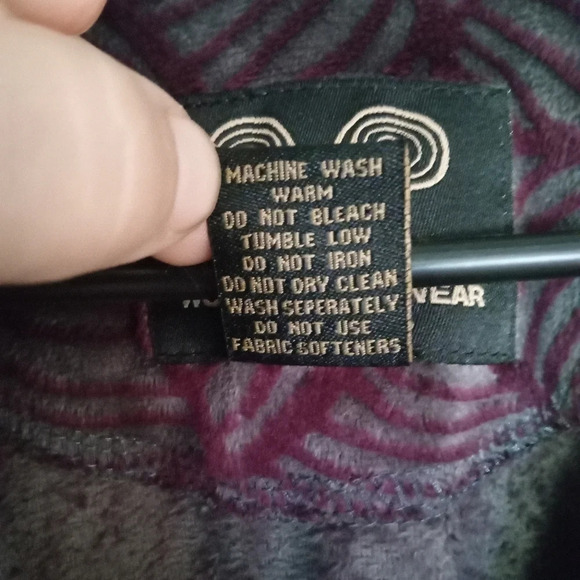 MACHINE WASH
WARM
DO NOT BLEACH
TUMBLE LOW
DO NOT IRON
DO NOT DRY CLEAN
WASH SEPERATELY
DO NOT USE
FABRIC SOFTENERS